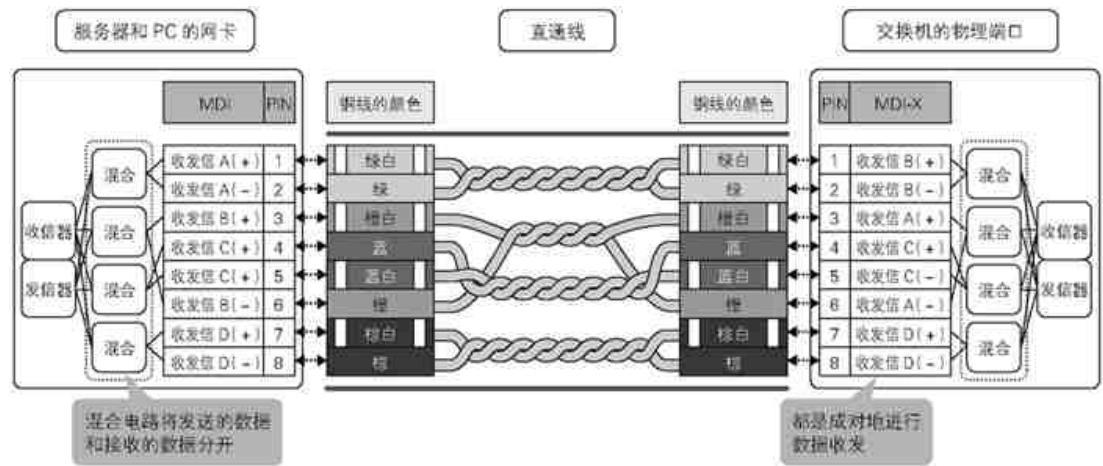 服务器和 PC 的网卡
直通线
交换机的物理端口
MDI PIN
铜线的颜色
铜线的颜色
PIN MDI-X
收信器
发信器
混合
混合
混合
混合
收发信 A(+) 1
收发信 A(-) 2
收发信 B(+) 3
收发信 C(+) 4
收发信 C(-) 5
收发信 B(-) 6
收发信 D(+) 7
收发信 D(-) 8
绿白
绿
橙白
蓝
蓝白
橙
棕白
棕
绿白
绿
橙白
蓝
蓝白
橙
棕白
棕
1 收发信 B(+)
2 收发信 B(-)
3 收发信 A(+)
4 收发信 C(+)
5 收发信 C(-)
6 收发信 A(-)
7 收发信 D(+)
8 收发信 D(-)
混合
混合
混合
混合
收信器
发信器
混合电路将发送的数据
和接收的数据分开
都是成对地进行
数据收发